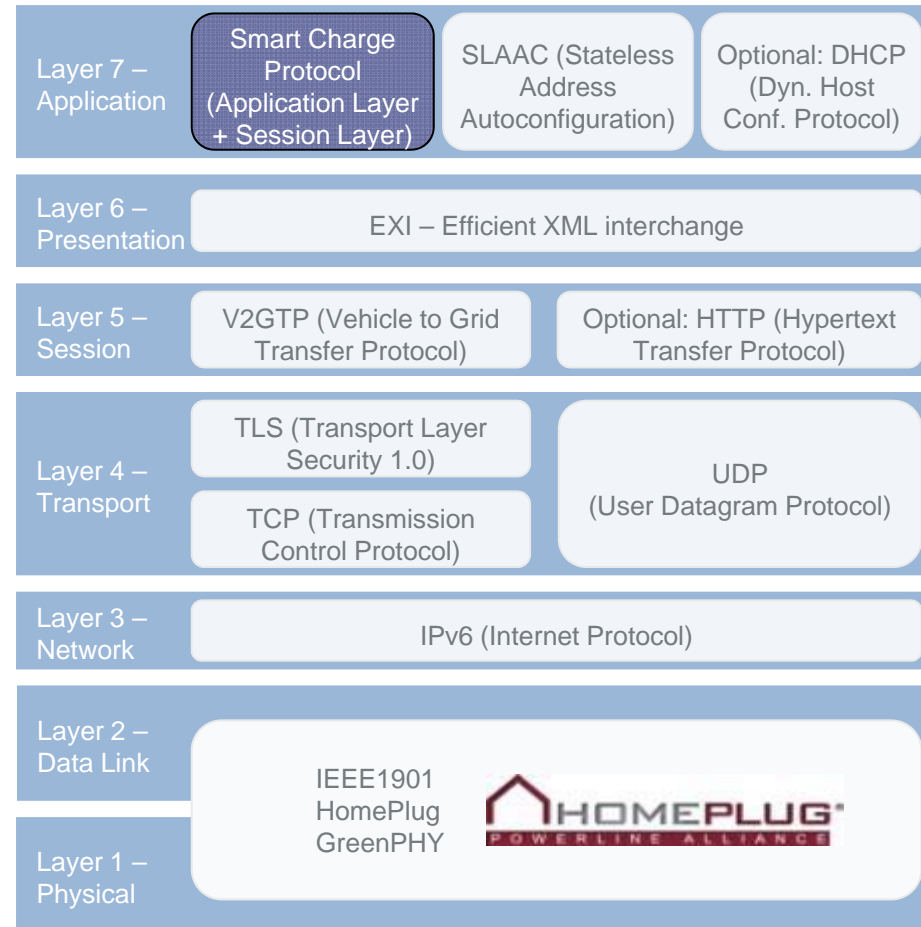 Layer 7 –
Application
Smart Charge
Protocol
(Application Layer
+ Session Layer)
SLAAC (Stateless
Address
Autoconfiguration)
Optional: DHCP
(Dyn. Host
Conf. Protocol)
Layer 6 –
Presentation
EXI – Efficient XML interchange
Layer 5 –
Session
V2GTP (Vehicle to Grid
Transfer Protocol)
Optional: HTTP (Hypertext
Transfer Protocol)
Layer 4 –
Transport
TLS (Transport Layer
Security 1.0)
TCP (Transmission
Control Protocol)
UDP
(User Datagram Protocol)
Layer 3 –
Network
IPv6 (Internet Protocol)
Layer 2 –
Data Link
IEEE1901
HomePlug
GreenPHY
HOMEPLUG
POWERLINE ALLIANCE
Layer 1 –
Physical